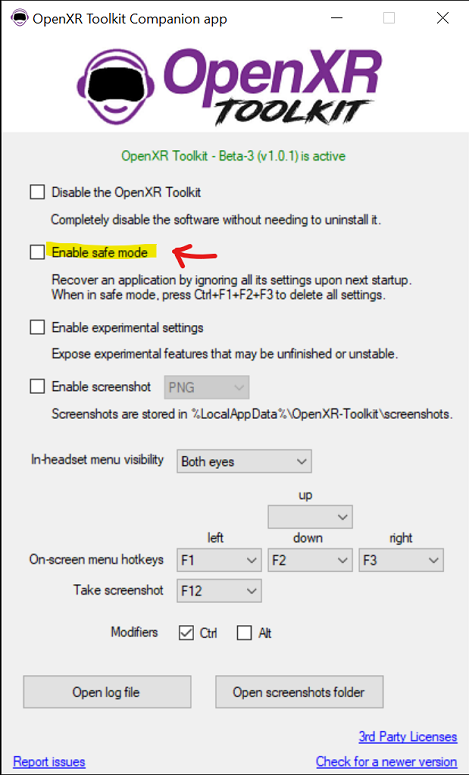 OpenXR Toolkit Companion app
OpenXR
TOOLKIT
OpenXR Toolkit - Beta-3 (v1.0.1) is active
Disable the OpenXR Toolkit
Completely disable the software without needing to uninstall it.
Enable safe mode
Recover an application by ignoring all its settings upon next startup.
When in safe mode, press Ctrl+F1+F2+F3 to delete all settings.
Enable experimental settings
Expose experimental features that may be unfinished or unstable.
Enable screenshot PNG
Screenshots are stored in %LocalAppData%\OpenXR-Toolkit\screenshots.
In-headset menu visibility Both eyes
up
left down right
On-screen menu hotkeys F1 F2 F3
Take screenshot F12
Modifiers Ctrl Alt
Open log file Open screenshots folder
3rd Party Licenses
Report issues Check for a newer version